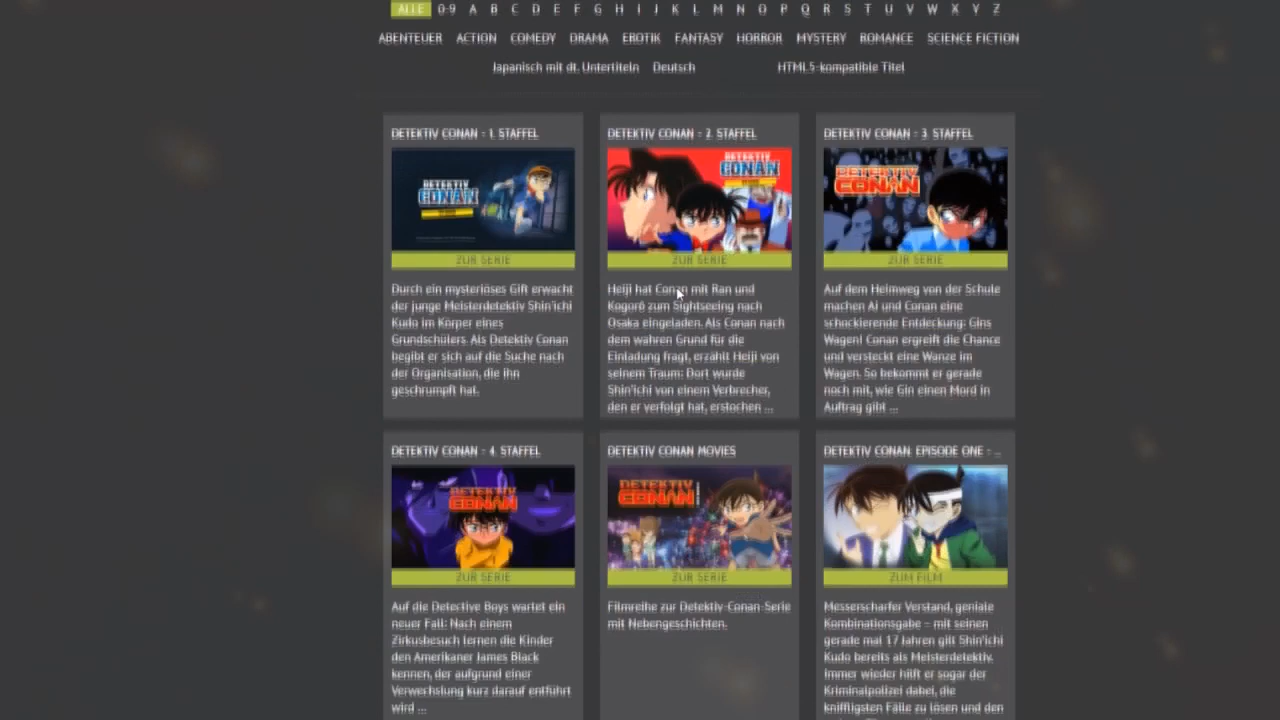 ALLE 0-9 A B C D E F G H I J K L M N O P Q R S T U V W X Y Z
ABENTEUER ACTION COMEDY DRAMA EROTIK FANTASY HORROR MYSTERY ROMANCE SCIENCE FICTION
Japanisch mit dt. Untertiteln Deutsch HTML5-kompatible Titel
DETEKTIV CONAN - 1. STAFFEL
DETEKTIV
CONAN
ZUR SERIE
Durch ein mysteriöses Gift erwacht
der junge Meisterdetektiv Shin'ichi
Kudo im Körper eines
Grundschülers. Als Detektiv Conan
begibt er sich auf die Suche nach
der Organisation, die ihn
geschrumpft hat.
DETEKTIV CONAN - 2. STAFFEL
DETEKTIV
CONAN
ZUR SERIE
Heiji hat Conan mit Ran und
Kogorô zum Sightseeing nach
Osaka eingeladen. Als Conan nach
dem wahren Grund für die
Einladung fragt, erzählt Heiji von
seinem Traum: Dort wurde
Shin'ichi von einem Verbrecher,
den er verfolgt hat, erstochen ...
DETEKTIV CONAN - 3. STAFFEL
DETEKTIV
CONAN
ZUR SERIE
Auf dem Heimweg von der Schule
machen Ai und Conan eine
schockierende Entdeckung: Gins
Wagen! Conan ergreift die Chance
und versteckt eine Wanze im
Wagen. So bekommt er gerade
noch mit, wie Gin einen Mord in
Auftrag gibt ...
DETEKTIV CONAN - 4. STAFFEL
DETEKTIV
CONAN
ZUR SERIE
Auf die Detective Boys wartet ein
neuer Fall: Nach einem
Zirkusbesuch lernen die Kinder
den Amerikaner James Black
kennen, der aufgrund einer
Verwechslung kurz darauf entführt
wird ...
DETEKTIV CONAN MOVIES
DETEKTIV
CONAN
ZUR SERIE
Filmreihe zur Detektiv-Conan-Serie
mit Nebengeschichten.
DETEKTIV CONAN: EPISODE ONE - ...
ZUM FILM
Messerscharfer Verstand, geniale
Kombinationsgabe – mit seinen
gerade mal 17 Jahren gilt Shin'ichi
Kudo bereits als Meisterdetektiv.
Immer wieder hilft er sogar der
Kriminalpolizei dabei, die
kniffligsten Fälle zu lösen und den